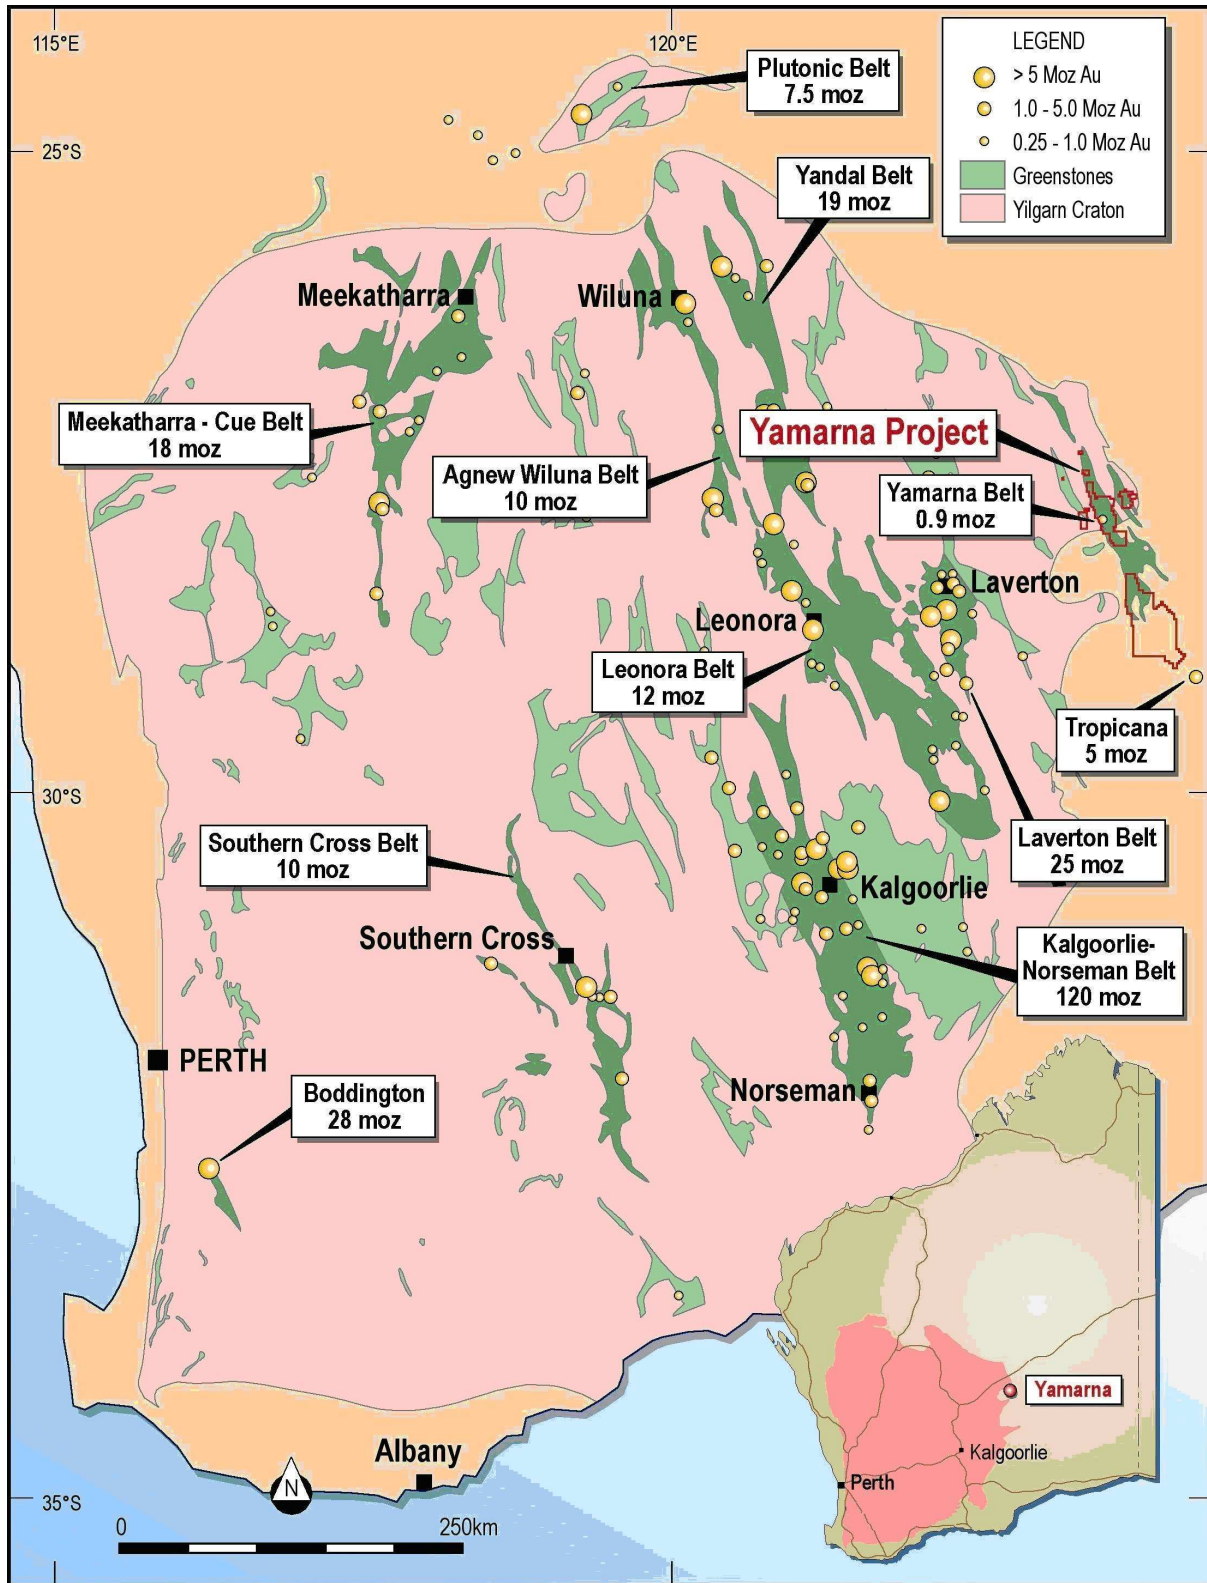 115°E
120°E
LEGEND
> 5 Moz Au
1.0 - 5.0 Moz Au
0.25 - 1.0 Moz Au
Greenstones
Yilgarn Craton
Plutonic Belt
7.5 moz
25°S
Yandal Belt
19 moz
Meekatharra
Wiluna
Meekatharra - Cue Belt
18 moz
Yamarna Project
Agnew Wiluna Belt
10 moz
Yamarna Belt
0.9 moz
Laverton
Leonora
Leonora Belt
12 moz
Tropicana
5 moz
30°S
Southern Cross Belt
10 moz
Laverton Belt
25 moz
Kalgoorlie
Southern Cross
Kalgoorlie-
Norseman Belt
120 moz
PERTH
Boddington
28 moz
Norseman
Yamarna
Kalgoorlie
Perth
Albany
35°S
N
0
250km